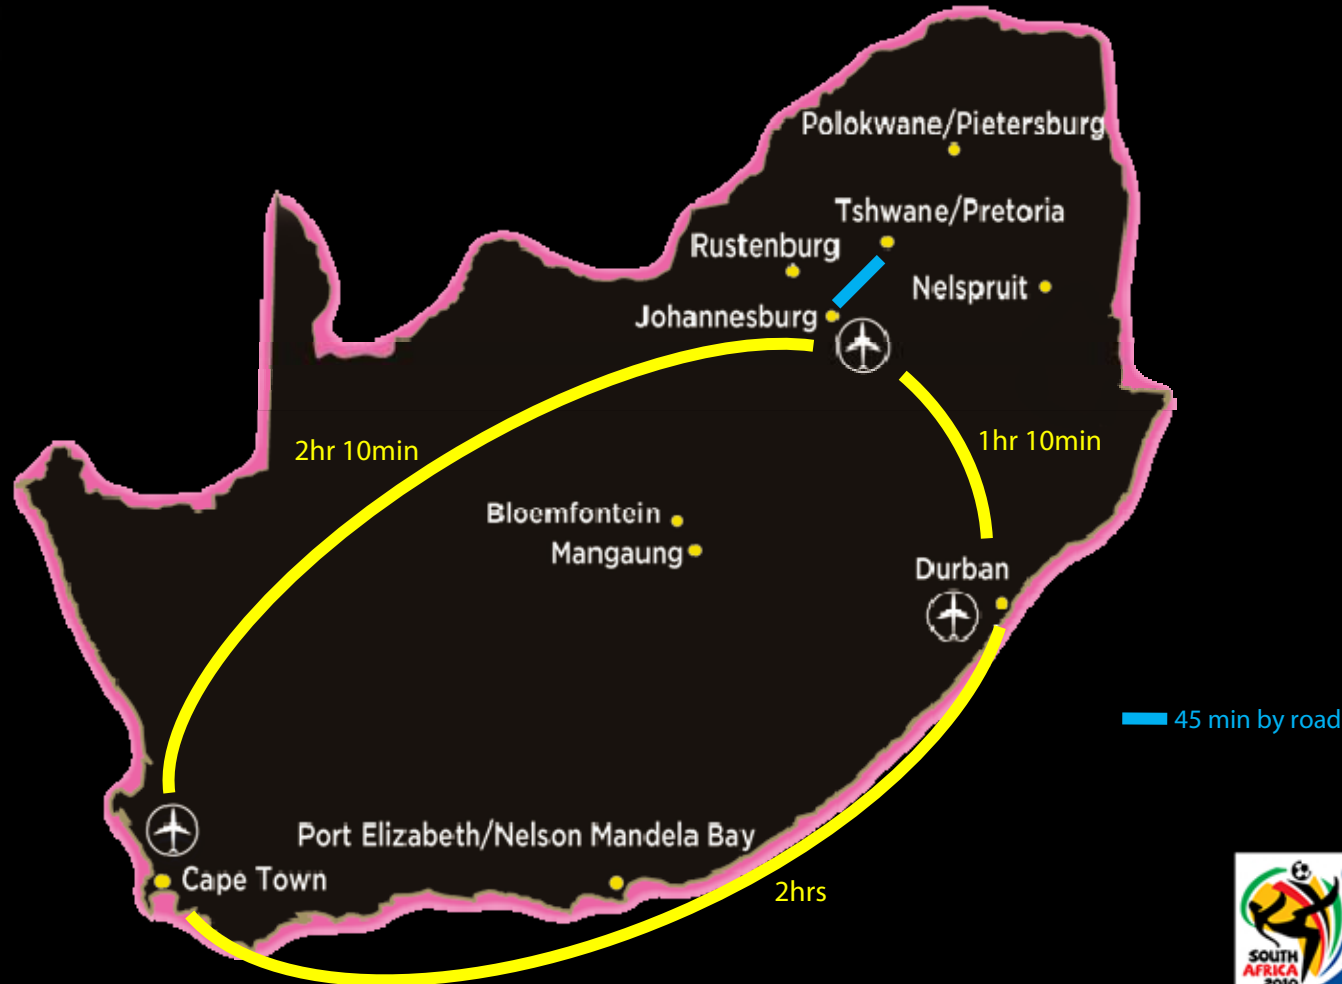 Polokwane/Pietersburg
Tshwane/Pretoria
Rustenburg
Nelspruit
Johannesburg
2hr 10min
1hr 10min
Bloemfontein
Mangaung
Durban
45 min by road
Port Elizabeth/Nelson Mandela Bay
Cape Town
2hrs
SOUTH
AFRICA
2010